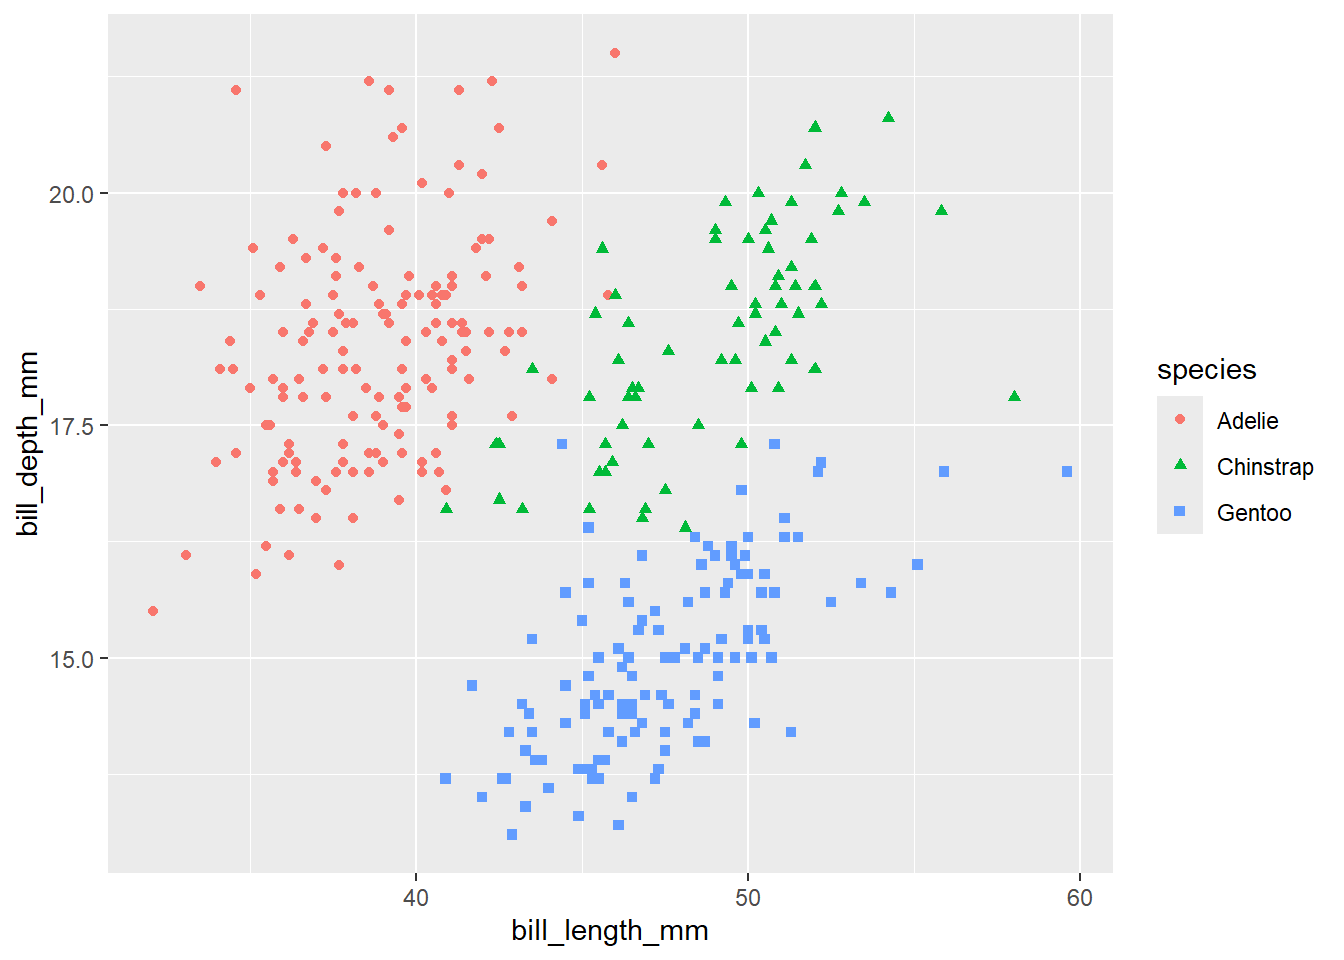 20.0
17.5
15.0
bill_depth_mm
40
50
60
bill_length_mm
species
Adelie
Chinstrap
Gentoo